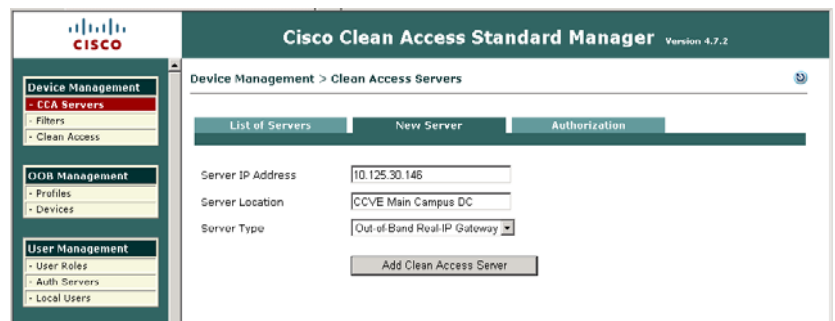 CISCO
Cisco Clean Access Standard Manager Version 4.7.2
Device Management
- CCA Servers
- Filters
- Clean Access
OOB Management
- Profiles
- Devices
User Management
- User Roles
- Auth Servers
- Local Users
Device Management > Clean Access Servers
List of Servers
New Server
Authorization
Server IP Address
10.125.30.146
Server Location
CCVE Main Campus DC
Server Type
Out-of-Band Real-IP Gateway
Add Clean Access Server